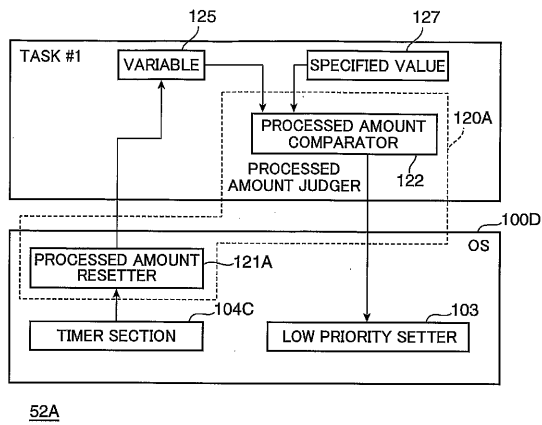 125
127
TASK #1
VARIABLE
SPECIFIED VALUE
120A
PROCESSED AMOUNT
COMPARATOR
PROCESSED
AMOUNT JUDGER
122
100D
OS
PROCESSED AMOUNT
RESETTER
121A
104C
103
TIMER SECTION
LOW PRIORITY SETTER
52A